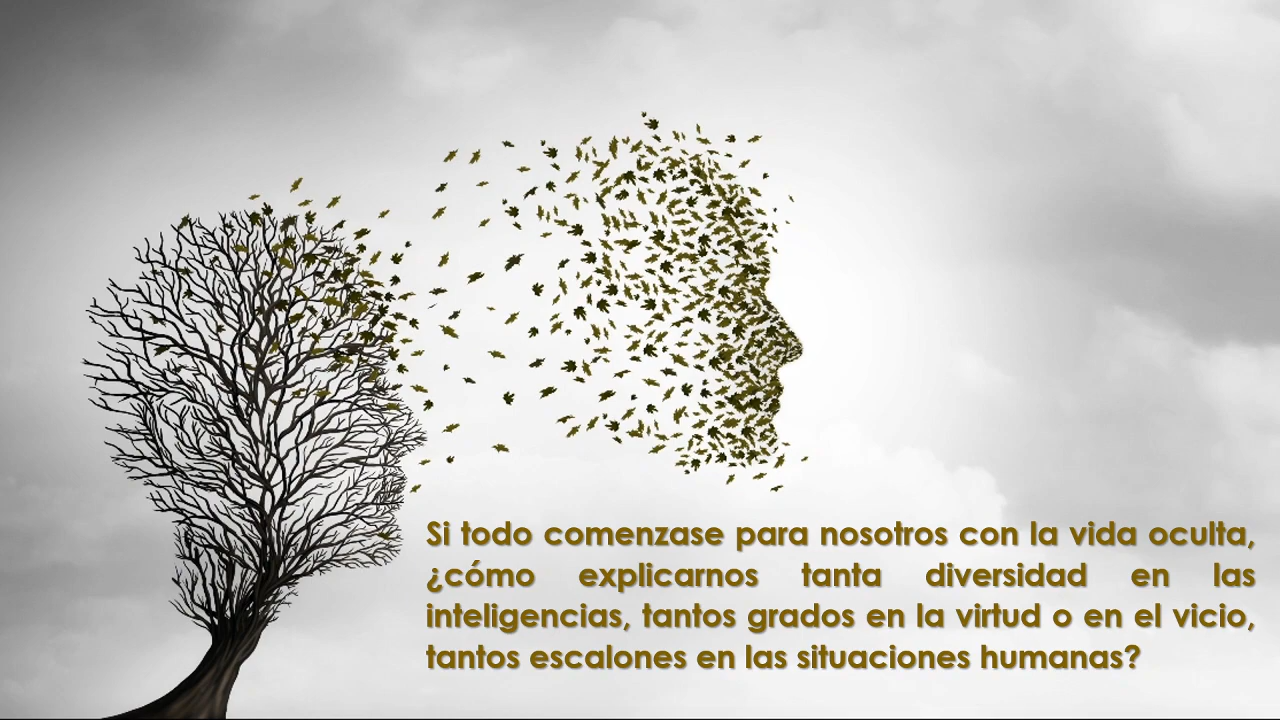 Si todo comenzase para nosotros con la vida oculta,
¿cómo explicarnos tanta diversidad en las
inteligencias, tantos grados en la virtud o en el vicio,
tantos escalones en las situaciones humanas?